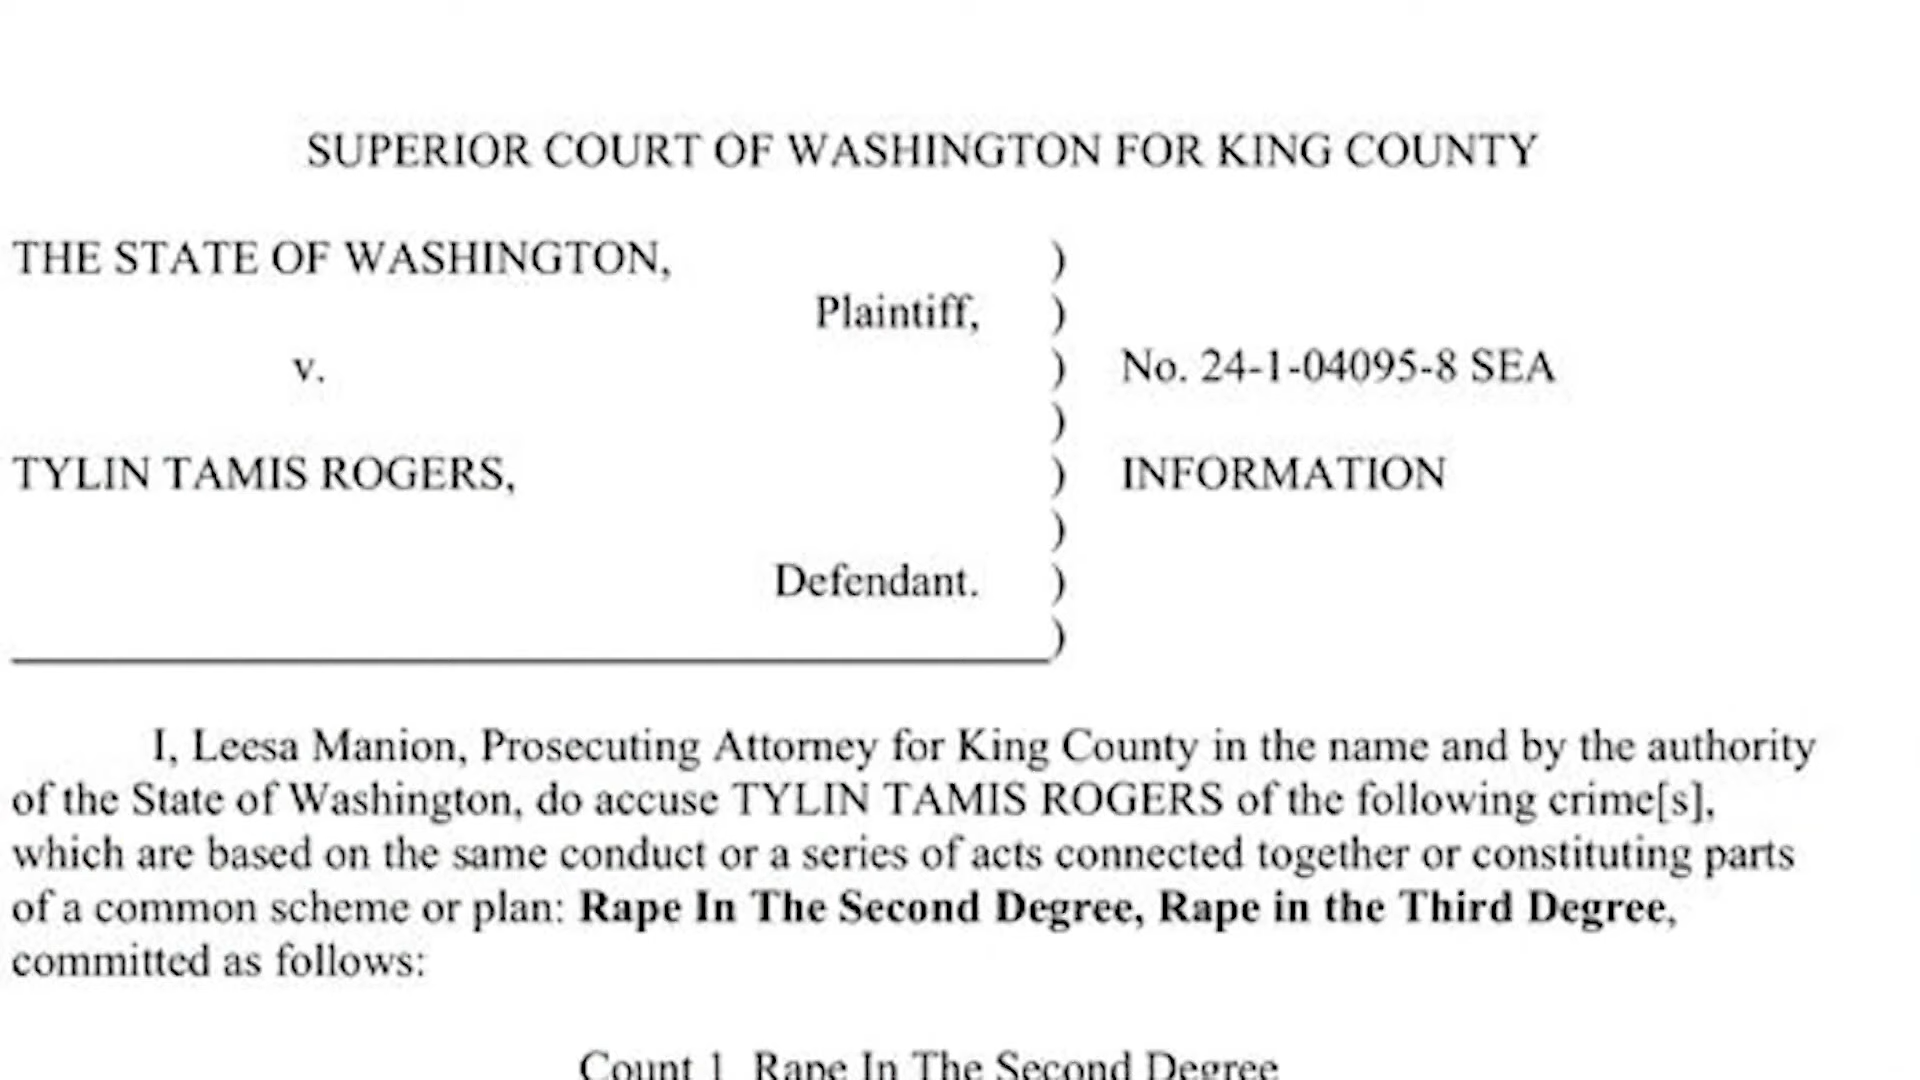 SUPERIOR COURT OF WASHINGTON FOR KING COUNTY
THE STATE OF WASHINGTON, )
Plaintiff, )
v. ) No. 24-1-04095-8 SEA
)
TYLIN TAMIS ROGERS, ) INFORMATION
)
Defendant. )
)
I, Leesa Manion, Prosecuting Attorney for King County in the name and by the authority
of the State of Washington, do accuse TYLIN TAMIS ROGERS of the following crime[s],
which are based on the same conduct or a series of acts connected together or constituting parts
of a common scheme or plan: Rape In The Second Degree, Rape in the Third Degree,
committed as follows:
Count 1 Rape In The Second Degree